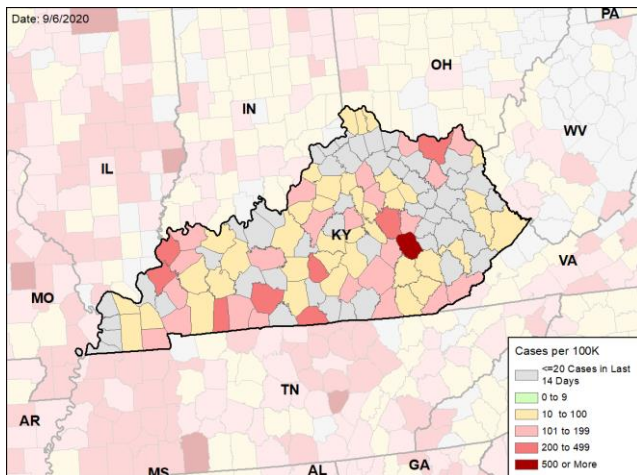 Date: 9/6/2020
PA
OH
IN
WV
IL
KY
VA
MO
TN
AR
MS
AL
GA
Cases per 100K
<=20 Cases in Last
14 Days
0 to 9
10 to 100
101 to 199
200 to 499
500 or More